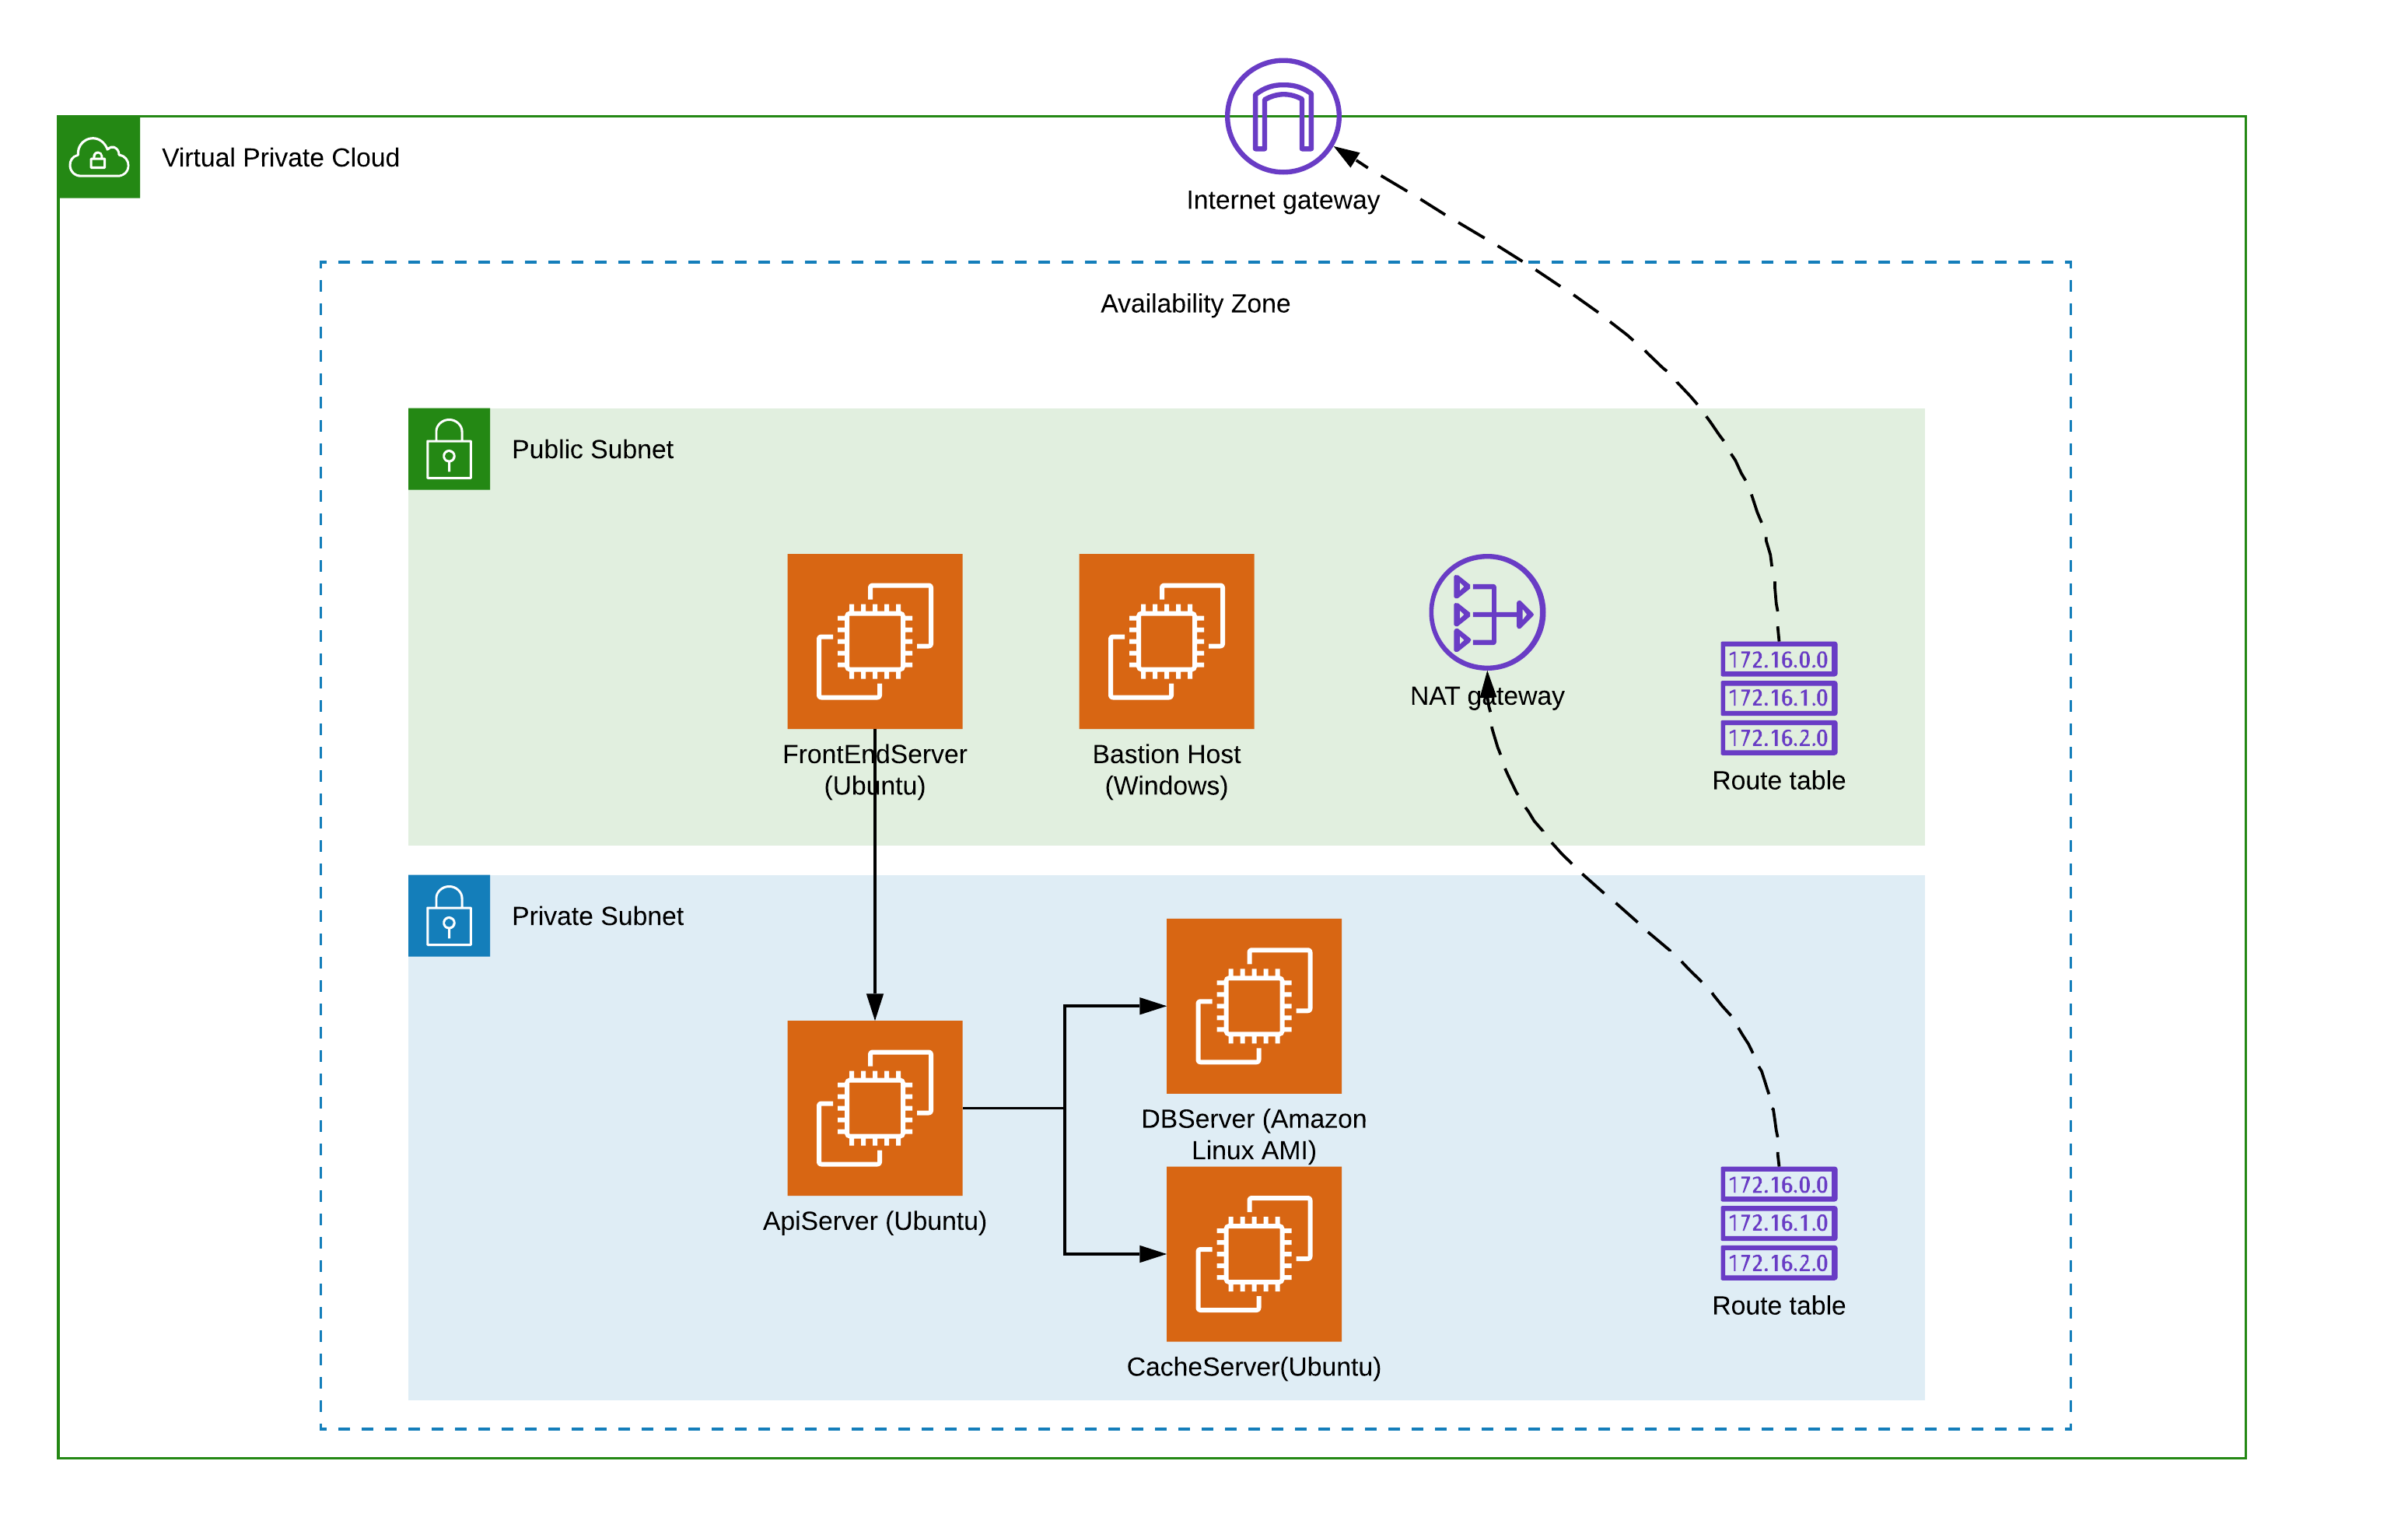 Virtual Private Cloud
Internet gateway
Availability Zone
Public Subnet
FrontEndServer
(Ubuntu)
Bastion Host
(Windows)
NAT gateway
172.16.0.0
172.16.1.0
172.16.2.0
Route table
Private Subnet
ApiServer (Ubuntu)
DBServer (Amazon
Linux AMI)
CacheServer(Ubuntu)
172.16.0.0
172.16.1.0
172.16.2.0
Route table